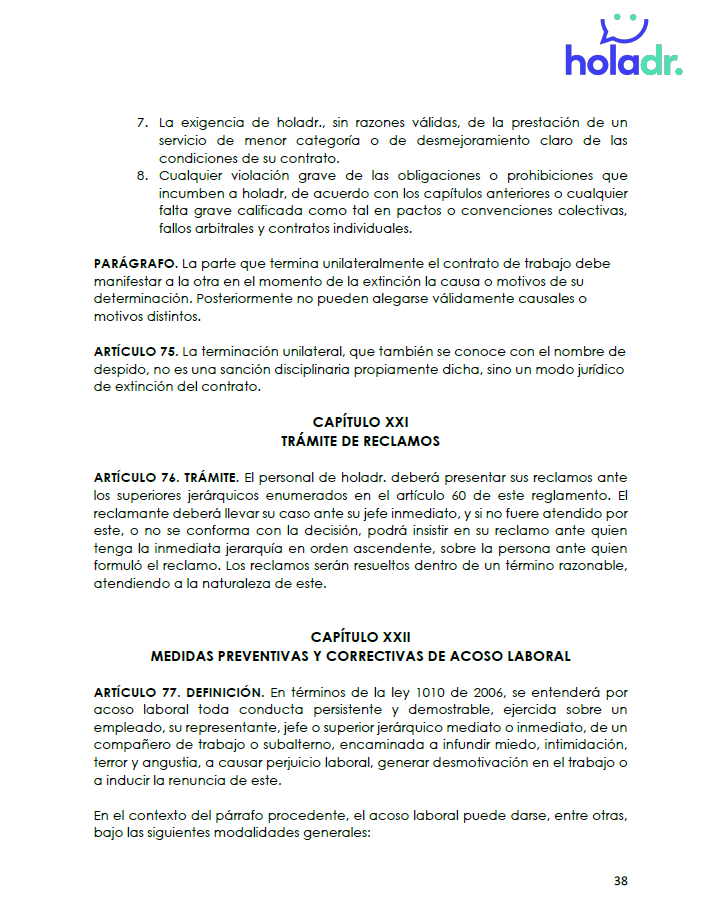 holadr.
7. La exigencia de holadr., sin razones válidas, de la prestación de un
servicio de menor categoría o de desmejoramiento claro de las
condiciones de su contrato.
8. Cualquier violación grave de las obligaciones o prohibiciones que
incumben a holadr, de acuerdo con los capítulos anteriores o cualquier
falta grave calificada como tal en pactos o convenciones colectivas,
fallos arbitrales y contratos individuales.
PARÁGRAFO. La parte que termina unilateralmente el contrato de trabajo debe
manifestar a la otra en el momento de la extinción la causa o motivos de su
determinación. Posteriormente no pueden alegarse válidamente causales o
motivos distintos.
ARTÍCULO 75. La terminación unilateral, que también se conoce con el nombre de
despido, no es una sanción disciplinaria propiamente dicha, sino un modo jurídico
de extinción del contrato.
CAPÍTULO XXI
TRÁMITE DE RECLAMOS
ARTÍCULO 76. TRÁMITE. El personal de holadr. deberá presentar sus reclamos ante
los superiores jerárquicos enumerados en el artículo 60 de este reglamento. El
reclamante deberá llevar su caso ante su jefe inmediato, y si no fuere atendido por
este, o no se conforma con la decisión, podrá insistir en su reclamo ante quien
tenga la inmediata jerarquía en orden ascendente, sobre la persona ante quien
formuló el reclamo. Los reclamos serán resueltos dentro de un término razonable,
atendiendo a la naturaleza de este.
CAPÍTULO XXII
MEDIDAS PREVENTIVAS Y CORRECTIVAS DE ACOSO LABORAL
ARTÍCULO 77. DEFINICIÓN. En términos de la ley 1010 de 2006, se entenderá por
acoso laboral toda conducta persistente y demostrable, ejercida sobre un
empleado, su representante, jefe o superior jerárquico mediato o inmediato, de un
compañero de trabajo o subalterno, encaminada a infundir miedo, intimidación,
terror y angustia, a causar perjuicio laboral, generar desmotivación en el trabajo o
a inducir la renuncia de este.
En el contexto del párrafo procedente, el acoso laboral puede darse, entre otras,
bajo las siguientes modalidades generales:
38